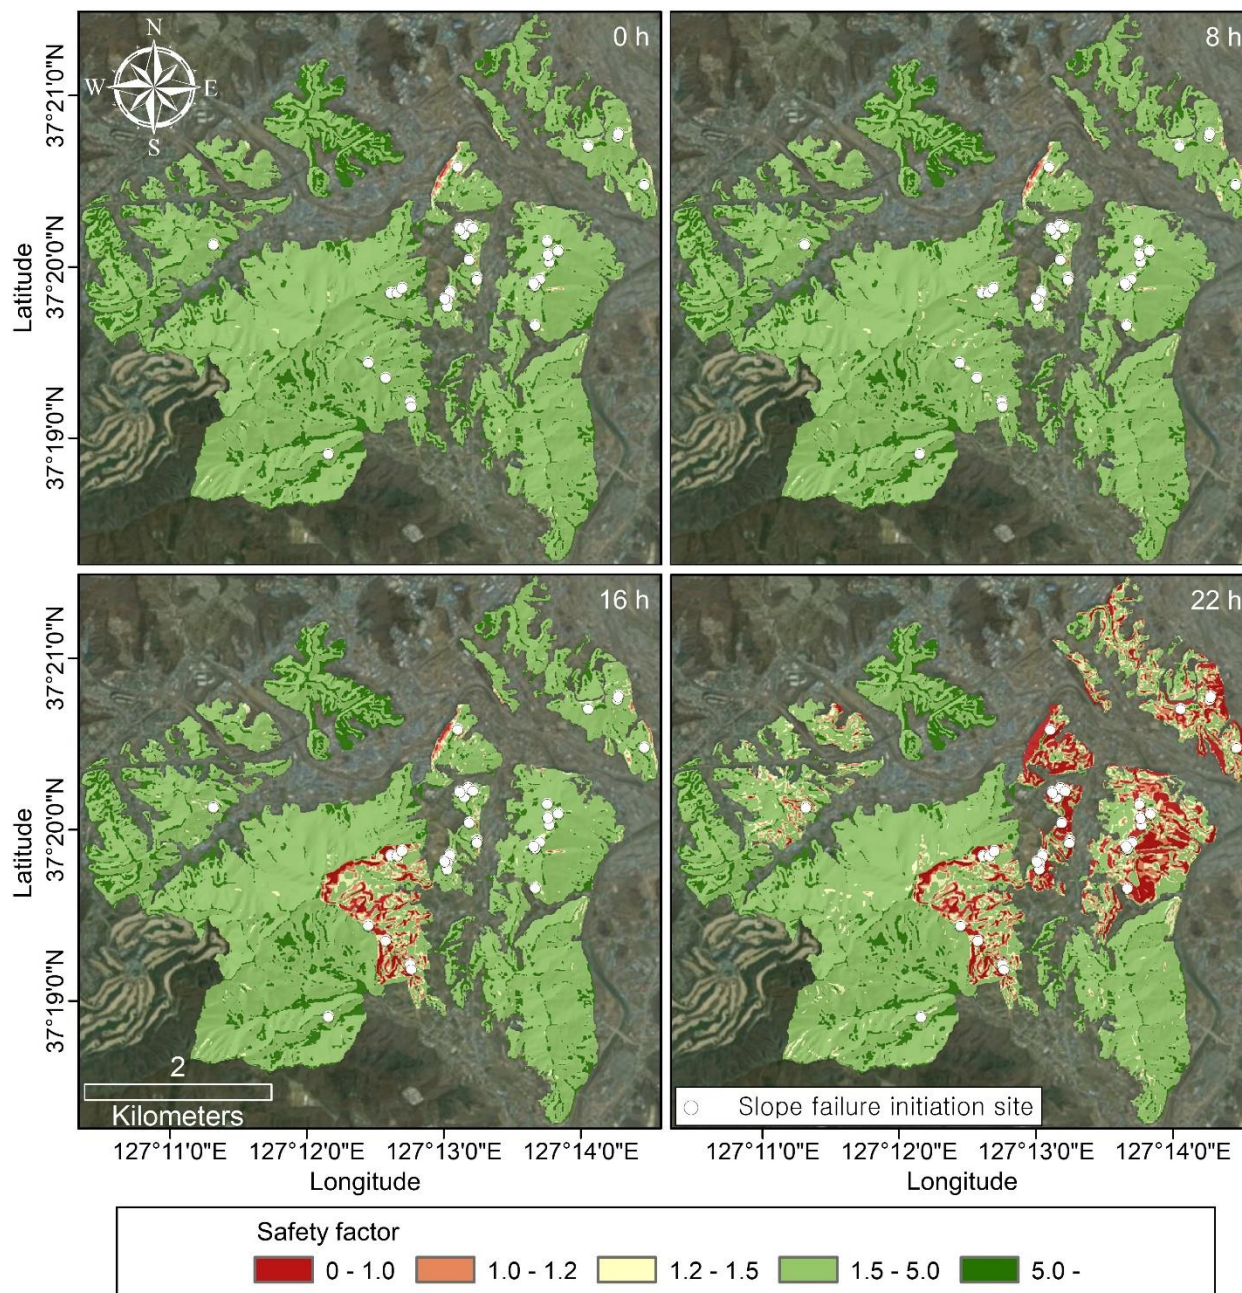 0 h
8 h
N
W E
S
37°21'0"N
37°20'0"N
37°19'0"N
Latitude
16 h
22 h
37°21'0"N
37°20'0"N
37°19'0"N
Latitude
2
Kilometers
Slope failure initiation site
127°11'0"E 127°12'0"E 127°13'0"E 127°14'0"E
127°11'0"E 127°12'0"E 127°13'0"E 127°14'0"E
Longitude
Longitude
Safety factor
0 - 1.0 1.0 - 1.2 1.2 - 1.5 1.5 - 5.0 5.0 -